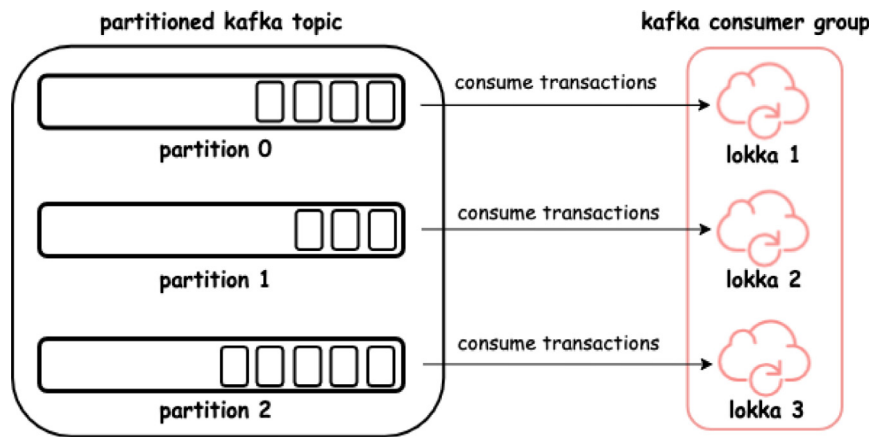 partitioned kafka topic
kafka consumer group
consume transactions
partition 0
lokka 1
consume transactions
partition 1
lokka 2
consume transactions
partition 2
lokka 3